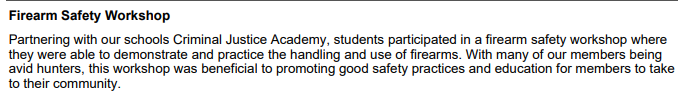 Firearm Safety Workshop
Partnering with our schools Criminal Justice Academy, students participated in a firearm safety workshop where
they were able to demonstrate and practice the handling and use of firearms. With many of our members being
avid hunters, this workshop was beneficial to promoting good safety practices and education for members to take
to their community.